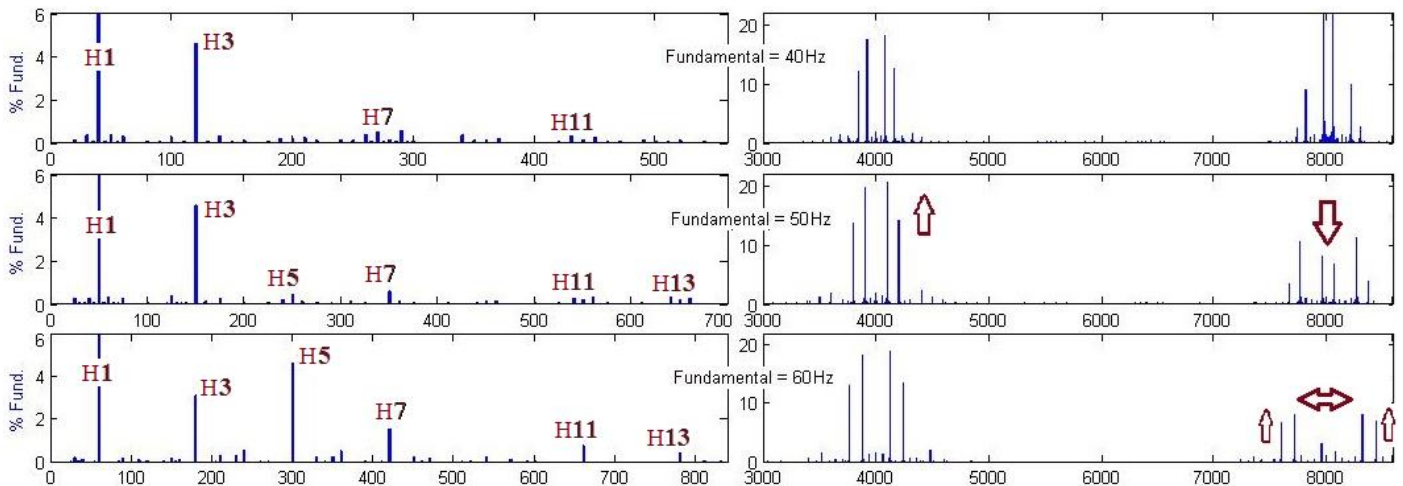 6
4
2
0
% Fund.
H1
H3
H7
H11
0 100 200 300 400 500
Fundamental = 40Hz
20
10
0
3000 4000 5000 6000 7000 8000
6
4
2
0
% Fund.
H1
H3
H5
H7
H11
H13
0 100 200 300 400 500 600 700
Fundamental = 50Hz
20
10
0
3000 4000 5000 6000 7000 8000
6
4
2
0
% Fund.
H1
H3
H5
H7
H11
H13
0 100 200 300 400 500 600 700 800
Fundamental = 60Hz
20
10
0
3000 4000 5000 6000 7000 8000